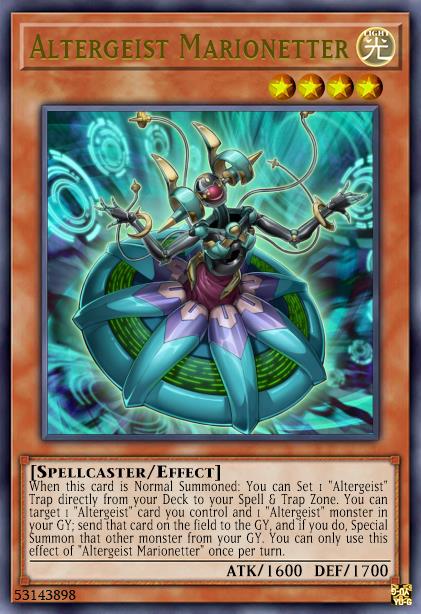 ALTERGEIST MARIONETTER
LIGHT
光
[SPELLCASTER/EFFECT]
When this card is Normal Summoned: You can Set 1 "Altergeist"
Trap directly from your Deck to your Spell & Trap Zone. You can
target 1 "Altergeist" card you control and 1 "Altergeist" monster in
your GY; send that card on the field to the GY, and if you do, Special
Summon that other monster from your GY. You can only use this
effect of "Altergeist Marionetter" once per turn.
ATK/1600 DEF/1700
53143898